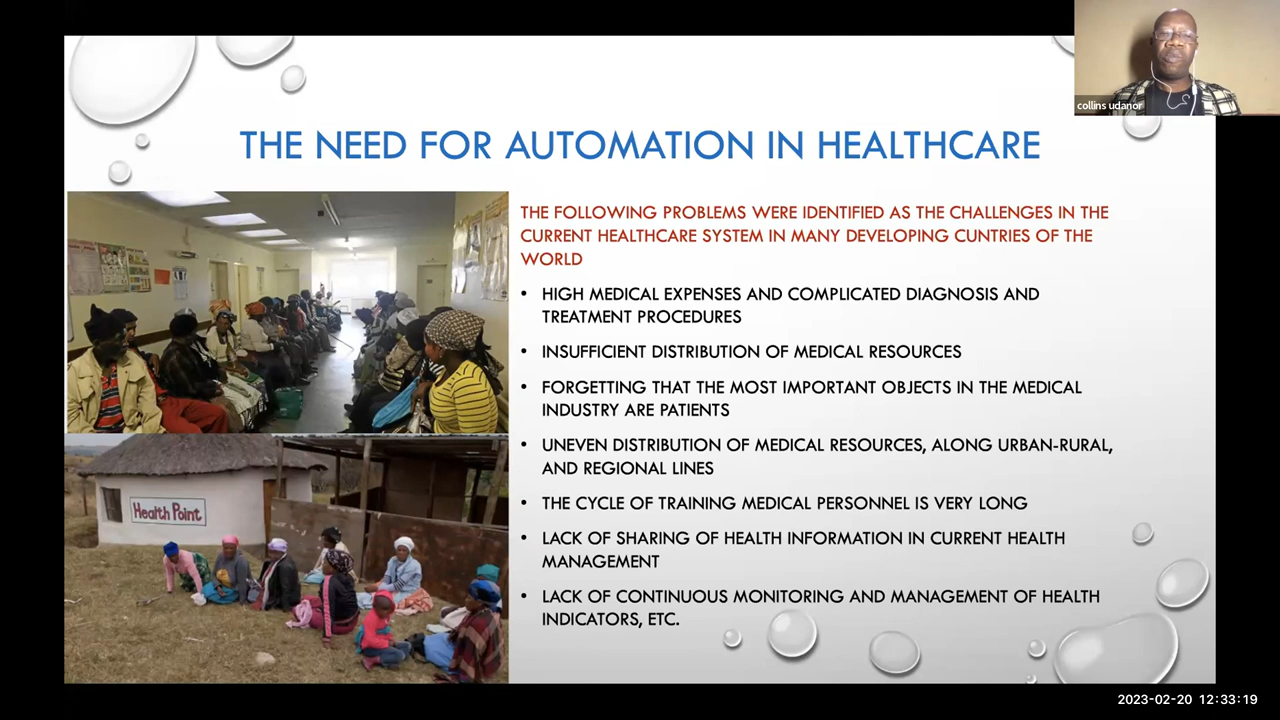 collins udanor
THE NEED FOR AUTOMATION IN HEALTHCARE
THE FOLLOWING PROBLEMS WERE IDENTIFIED AS THE CHALLENGES IN THE
CURRENT HEALTHCARE SYSTEM IN MANY DEVELOPING CUNTRIES OF THE
WORLD
• HIGH MEDICAL EXPENSES AND COMPLICATED DIAGNOSIS AND
TREATMENT PROCEDURES
• INSUFFICIENT DISTRIBUTION OF MEDICAL RESOURCES
• FORGETTING THAT THE MOST IMPORTANT OBJECTS IN THE MEDICAL
INDUSTRY ARE PATIENTS
• UNEVEN DISTRIBUTION OF MEDICAL RESOURCES, ALONG URBAN-RURAL,
AND REGIONAL LINES
• THE CYCLE OF TRAINING MEDICAL PERSONNEL IS VERY LONG
• LACK OF SHARING OF HEALTH INFORMATION IN CURRENT HEALTH
MANAGEMENT
• LACK OF CONTINUOUS MONITORING AND MANAGEMENT OF HEALTH
INDICATORS, ETC.
Health Point
2023-02-20 12:33:19